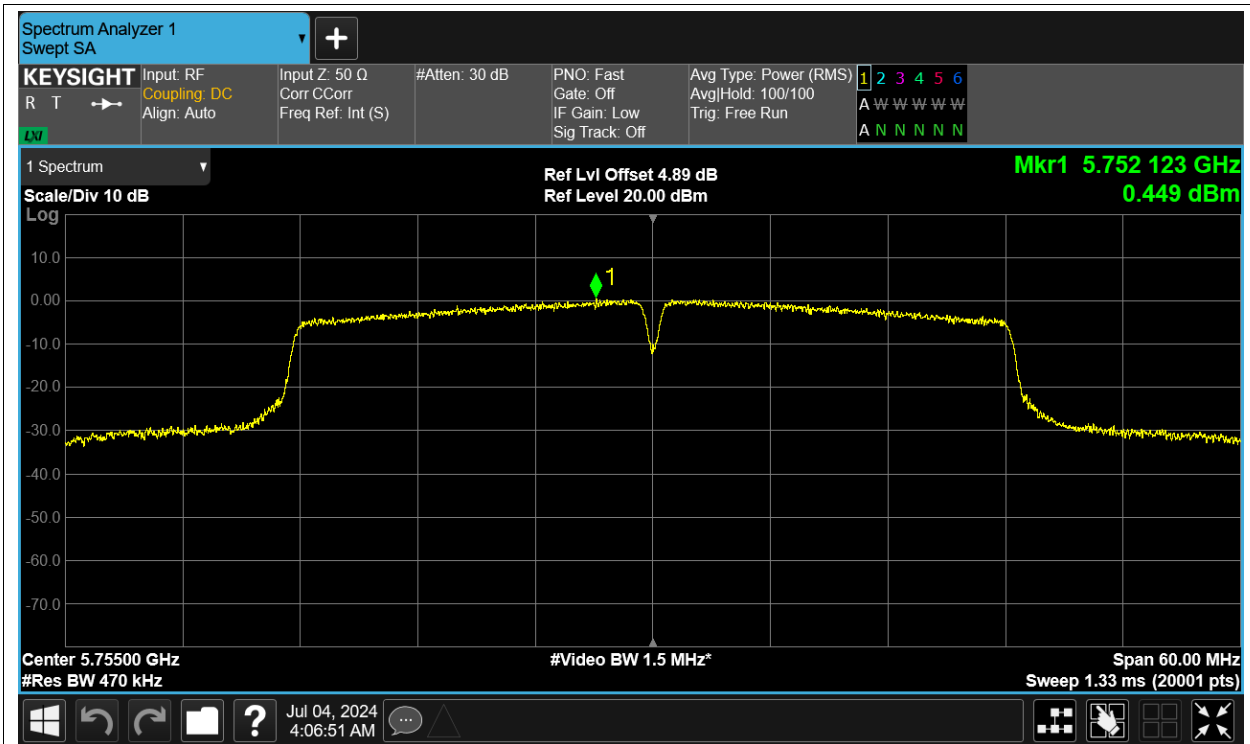 Spectrum Analyzer 1
Swept SA
KEYSIGHT
R T
LXI
Input: RF
Coupling: DC
Align: Auto
Input Z: 50 Ω
Corr CCorr
Freq Ref: Int (S)
#Atten: 30 dB
PNO: Fast
Gate: Off
IF Gain: Low
Sig Track: Off
Avg Type: Power (RMS)
Avg|Hold: 100/100
Trig: Free Run
1 2 3 4 5 6
A W W W W W
A N N N N N
1 Spectrum
Scale/Div 10 dB
Log
Ref Lvl Offset 4.89 dB
Ref Level 20.00 dBm
Mkr1 5.752 123 GHz
0.449 dBm
1
10.0
0.00
-10.0
-20.0
-30.0
-40.0
-50.0
-60.0
-70.0
Center 5.75500 GHz
#Res BW 470 kHz
#Video BW 1.5 MHz*
Span 60.00 MHz
Sweep 1.33 ms (20001 pts)
?
Jul 04, 2024
4:06:51 AM